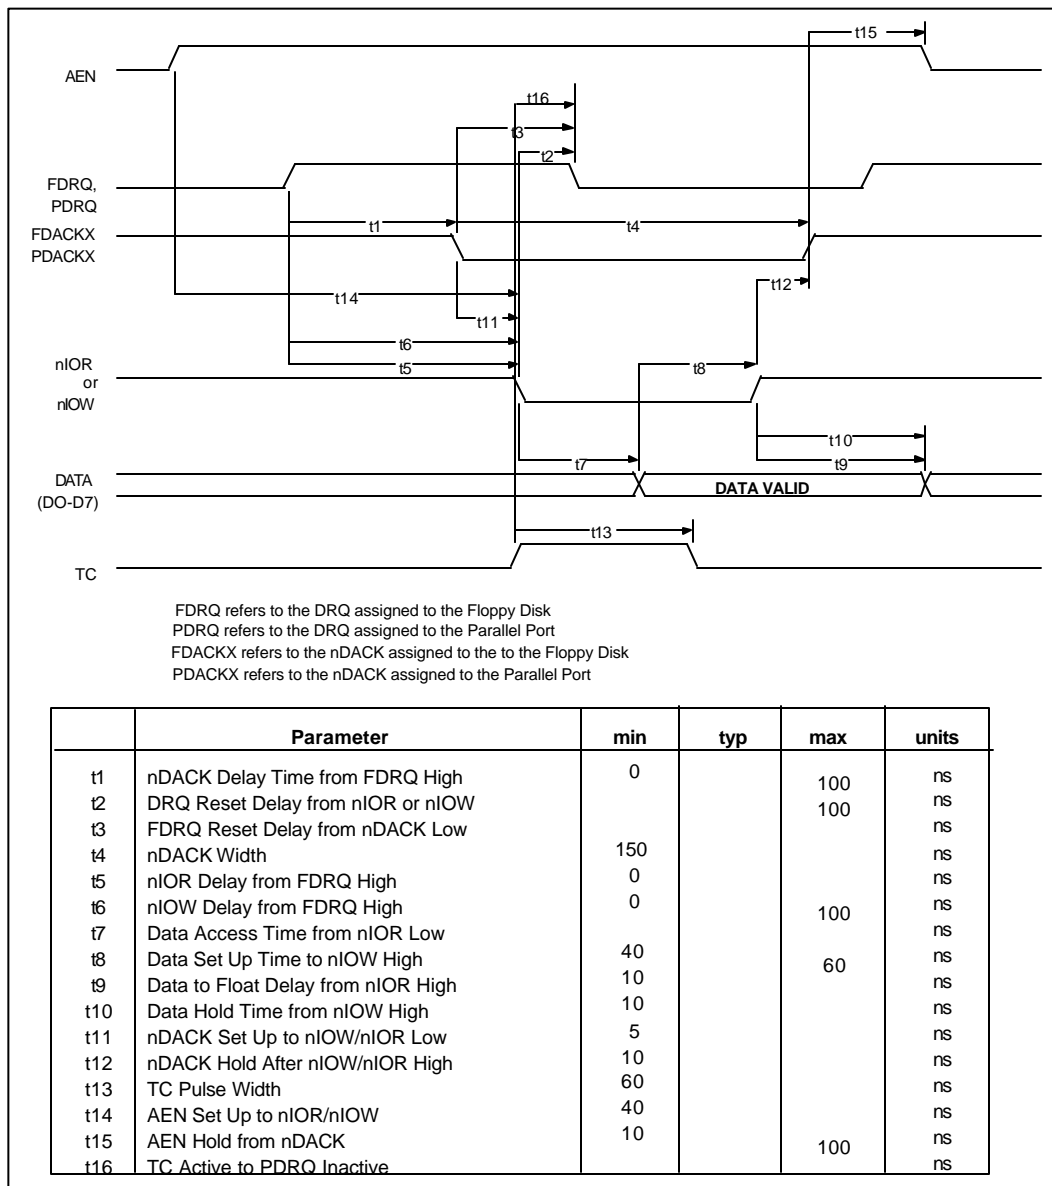 t15
AEN
t16
t3
t2
FDRQ,
PDRQ
t1
t4
FDACKX
PDACKX
t12
t14
t11
t6
nIOR
or
nIOW
t5
t8
t10
t7
t9
DATA
(DO-D7)
DATA VALID
t13
TC
FDRQ refers to the DRQ assigned to the Floppy Disk
PDRQ refers to the DRQ assigned to the Parallel Port
FDACKX refers to the nDACK assigned to the to the Floppy Disk
PDACKX refers to the nDACK assigned to the Parallel Port
Parameter min typ max units
t1 nDACK Delay Time from FDRQ High 0 100 ns
t2 DRQ Reset Delay from nIOR or nIOW 100 ns
t3 FDRQ Reset Delay from nDACK Low ns
t4 nDACK Width 150 ns
t5 nIOR Delay from FDRQ High 0 ns
t6 nIOW Delay from FDRQ High 0 100 ns
t7 Data Access Time from nIOR Low ns
t8 Data Set Up Time to nIOW High 40 60 ns
t9 Data to Float Delay from nIOR High 10 ns
t10 Data Hold Time from nIOW High 10 ns
t11 nDACK Set Up to nIOW/nIOR Low 5 ns
t12 nDACK Hold After nIOW/nIOR High 10 ns
t13 TC Pulse Width 60 ns
t14 AEN Set Up to nIOR/nIOW 40 ns
t15 AEN Hold from nDACK 10 100 ns
t16 TC Active to PDRQ Inactive ns